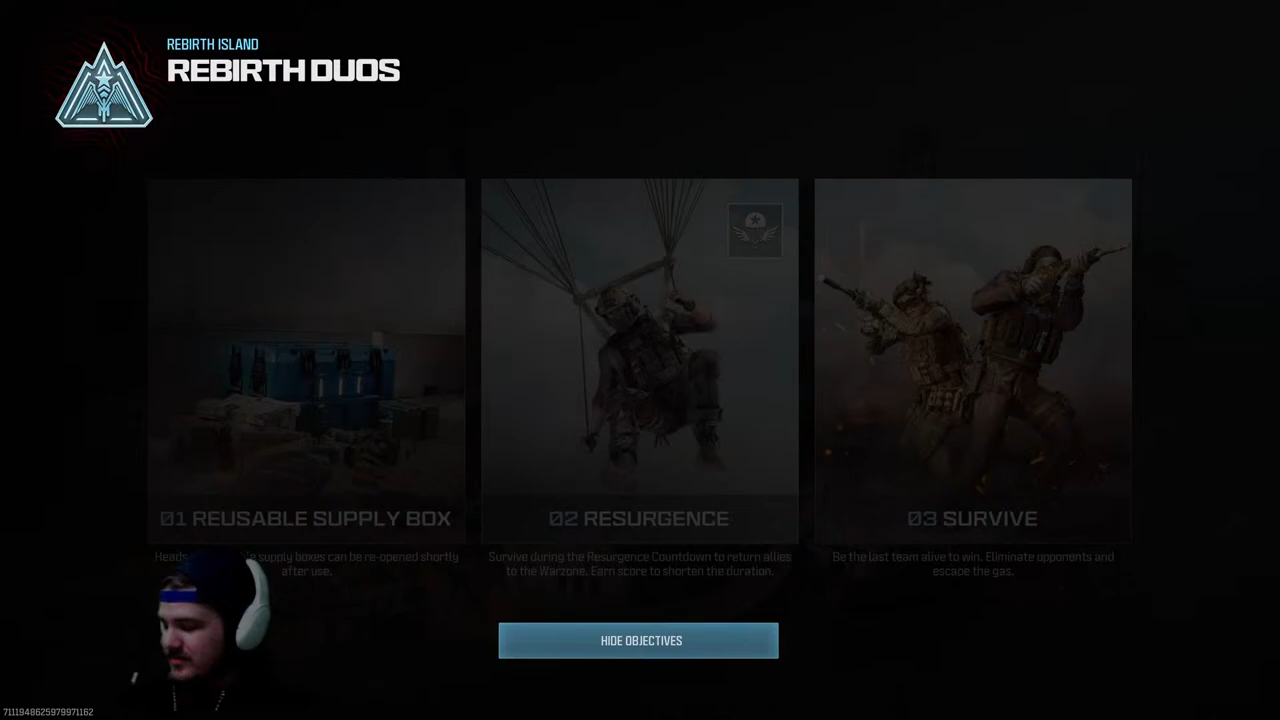 REBIRTH ISLAND
REBIRTH DUOS
01 REUSABLE SUPPLY BOX
02 RESURGENCE
03 SURVIVE
Heads supply boxes can be re-opened shortly
after use.
Survive during the Resurgence Countdown to return allies
to the Warzone. Earn score to shorten the duration.
Be the last team alive to win. Eliminate opponents and
escape the gas.
HIDE OBJECTIVES
7111948625979971162